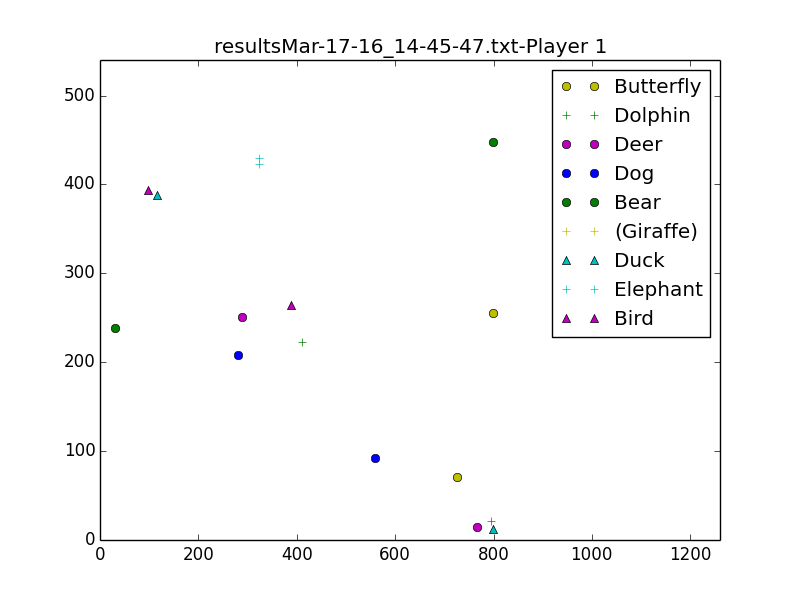 resultsMar-17-16_14-45-47.txt-Player 1
500
400
300
200
100
0
0 200 400 600 800 1000 1200
Butterfly
Dolphin
Deer
Dog
Bear
(Giraffe)
Duck
Elephant
Bird